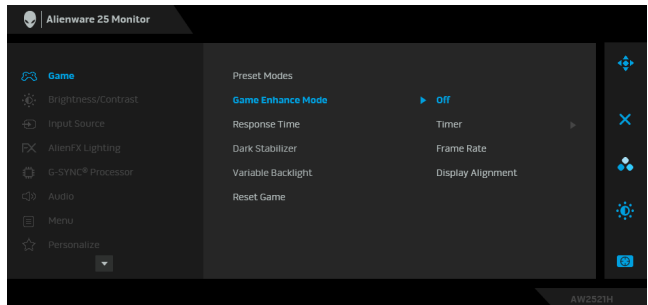 Alienware 25 Monitor
Game
Preset Modes
Brightness/Contrast
Game Enhance Mode
Off
Input Source
Response Time
Timer
AlienFX Lighting
Dark Stabilizer
Frame Rate
G-SYNC® Processor
Variable Backlight
Display Alignment
Audio
Reset Game
Menu
Personalize
AW2521H